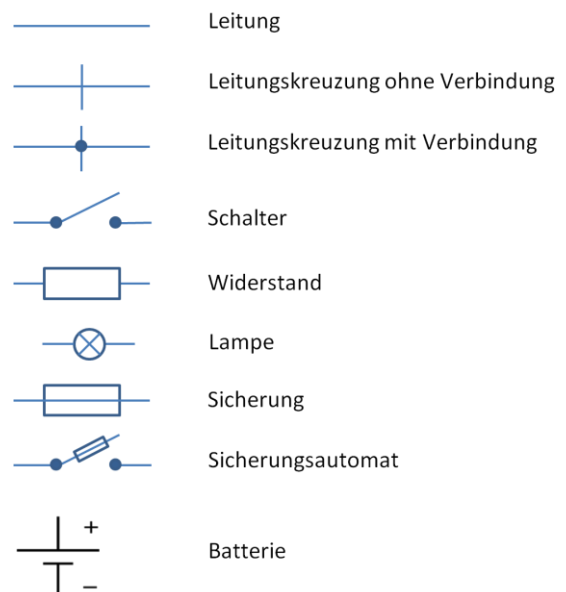 Leitung
Leitungskreuzung ohne Verbindung
Leitungskreuzung mit Verbindung
Schalter
Widerstand
Lampe
Sicherung
Sicherungsautomat
+
Batterie
–